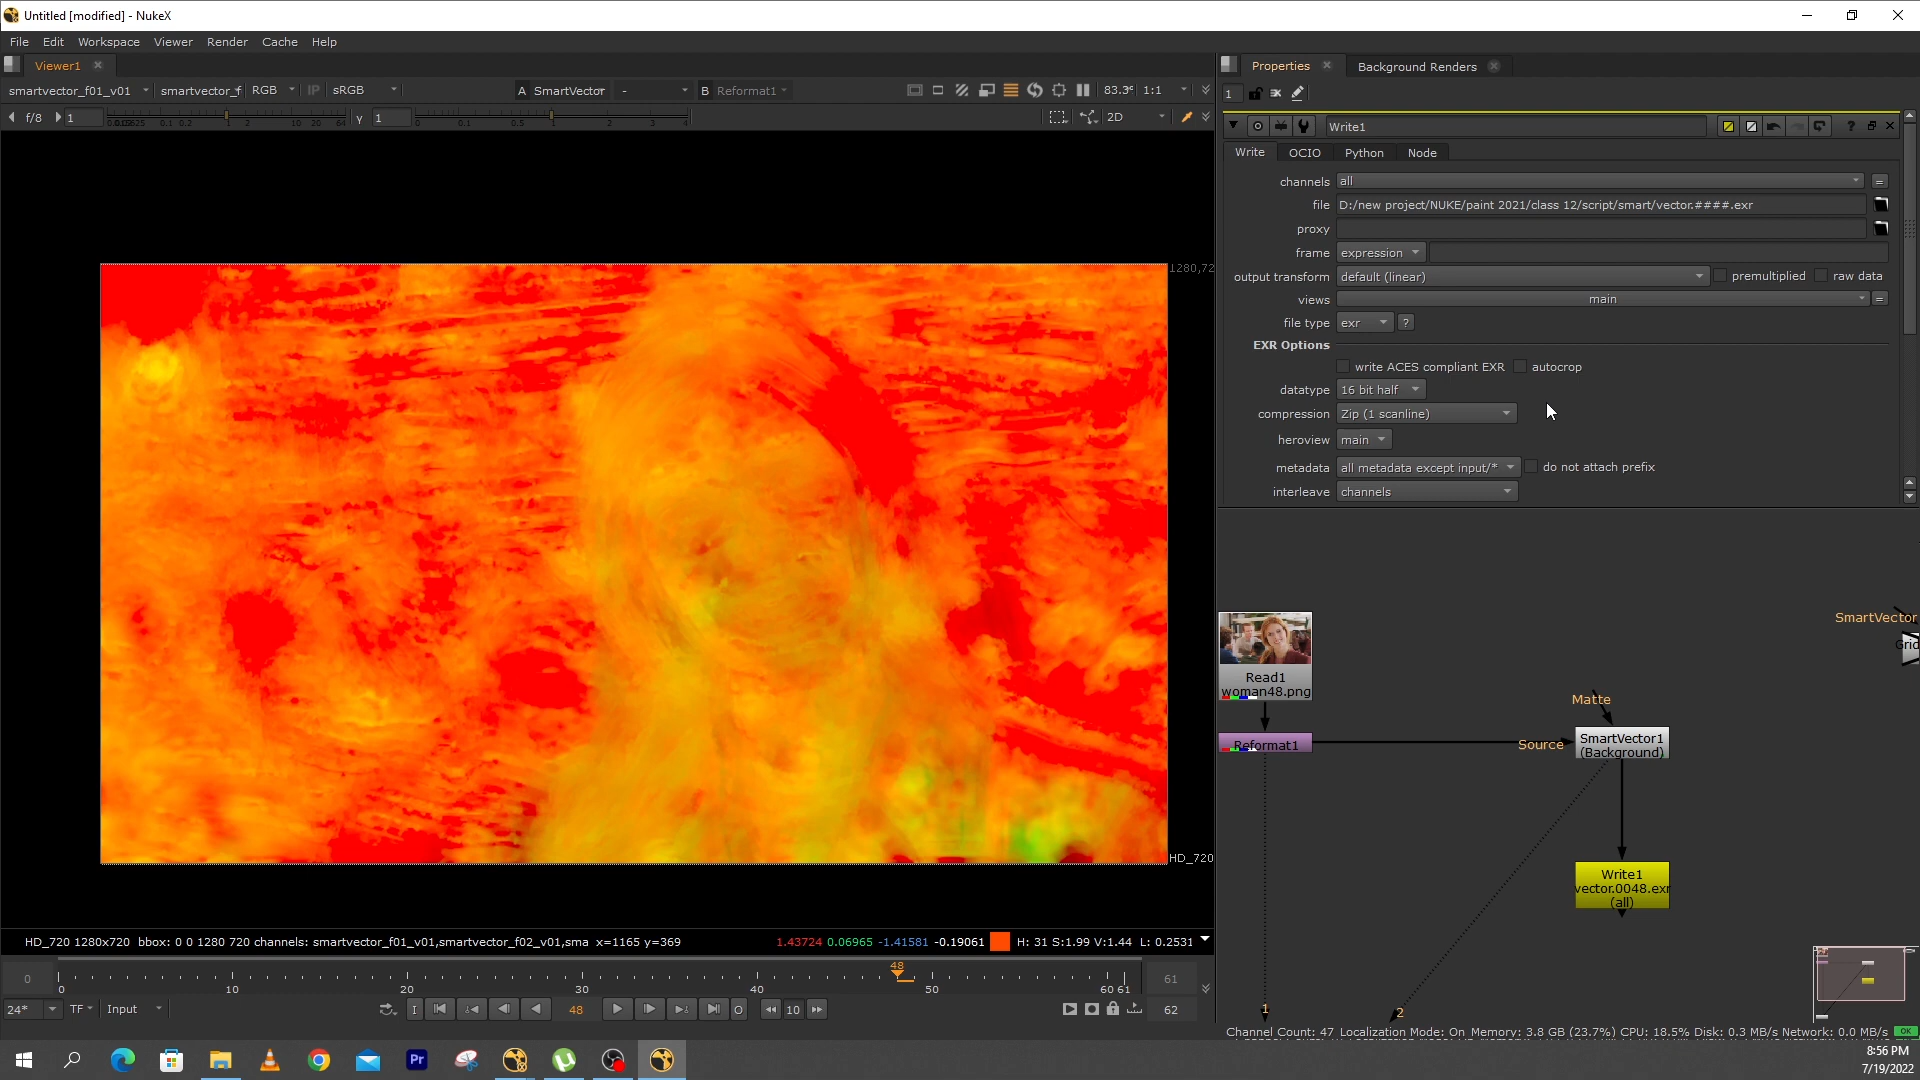 Untitled [modified] - NukeX
File Edit Workspace Viewer Render Cache Help
Viewer1
smartvector_f01_v01 smartvector_f RGB IP sRGB A SmartVector - B Reformat1 83.3 1:1
f/8 1 Y 1 2D
1280,72
HD_720
HD_720 1280x720 bbox: 0 0 1280 720 channels: smartvector_f01_v01,smartvector_f02_v01,sma x=1165 y=369 1.43724 0.06965 -1.41581 -0.19061 H: 31 S:1.99 V:1.44 L: 0.2531
48
0 0 10 20 30 40 50 60 61 61
24* TF Input I 48 O 10 62
Properties Background Renders
1
Write1
Write OCIO Python Node
channels all =
file D:/new project/NUKE/paint 2021/class 12/script/smart/vector.####.exr
proxy
frame expression
output transform default (linear) premultiplied raw data
views main =
file type exr ?
EXR Options
write ACES compliant EXR autocrop
datatype 16 bit half
compression Zip (1 scanline)
heroview main
metadata all metadata except input/* do not attach prefix
interleave channels
SmartVector
Grid
Read1
woman48.png
Reformat1
Matte
Source
SmartVector1
(Background)
Write1
vector.0048.exr
(all)
1
2
Channel Count: 47 Localization Mode: On Memory: 3.8 GB (23.7%) CPU: 18.5% Disk: 0.3 MB/s Network: 0.0 MB/s OK
Pr
8:56 PM
7/19/2022